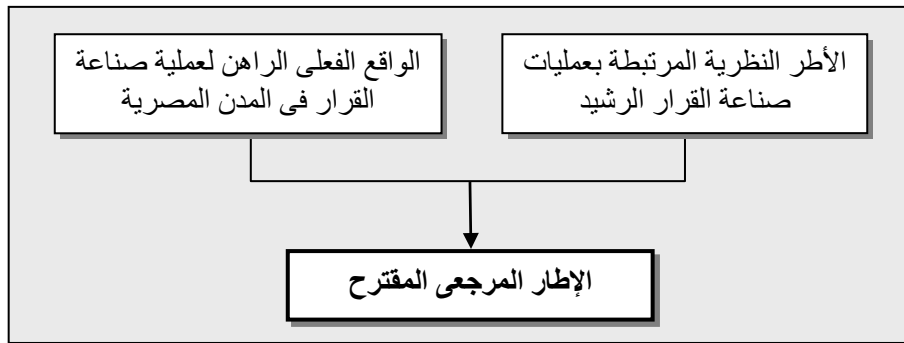 الأطر النظرية المرتبطة بعمليات
صناعة القرار الرشيد
الواقع الفعلى الراهن لعملية صناعة
القرار فى المدن المصرية
الإطار المرجعى المقترح